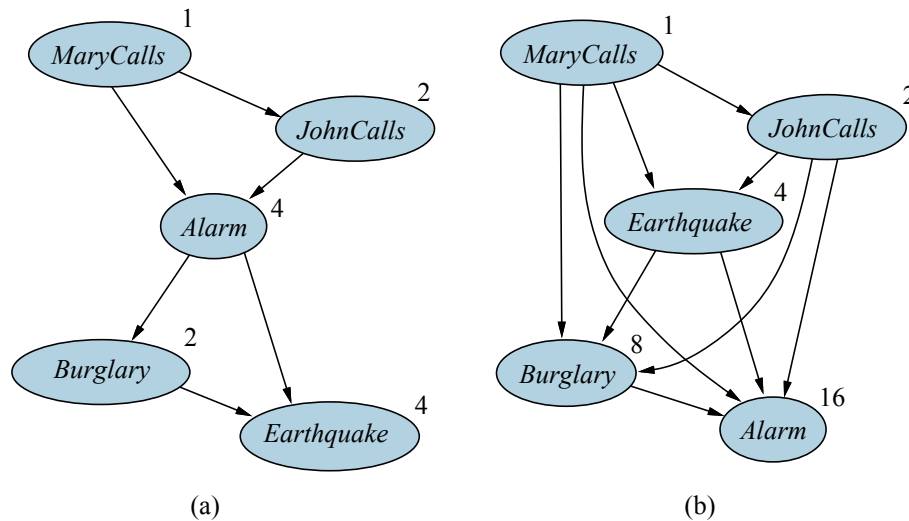 1
MaryCalls
2
JohnCalls
Alarm
4
2
Burglary
4
Earthquake
(a)
1
MaryCalls
2
JohnCalls
4
Earthquake
8
Burglary
16
Alarm
(b)